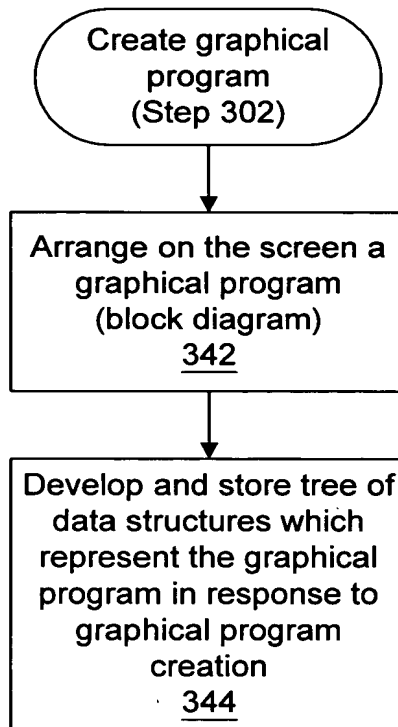 Create graphical
program
(Step 302)
Arrange on the screen a
graphical program
(block diagram)
342
Develop and store tree of
data structures which
represent the graphical
program in response to
graphical program
creation
344